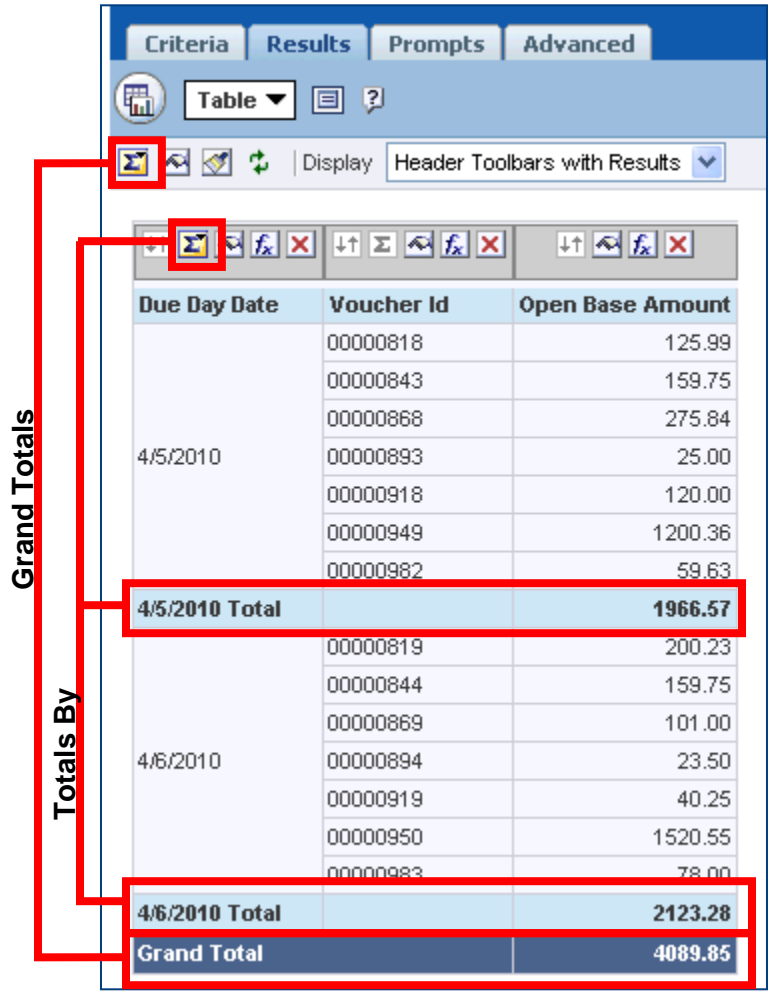 Criteria Results Prompts Advanced
Table
Display Header Toolbars with Results
Due Day Date Voucher Id Open Base Amount
00000818 125.99
00000843 159.75
00000868 275.84
4/5/2010 00000893 25.00
00000918 120.00
00000949 1200.36
00000982 59.63
4/5/2010 Total 1966.57
00000819 200.23
00000844 159.75
00000869 101.00
4/6/2010 00000894 23.50
00000919 40.25
00000950 1520.55
00000983 78.00
4/6/2010 Total 2123.28
Grand Total 4089.85
Grand Totals
Totals By